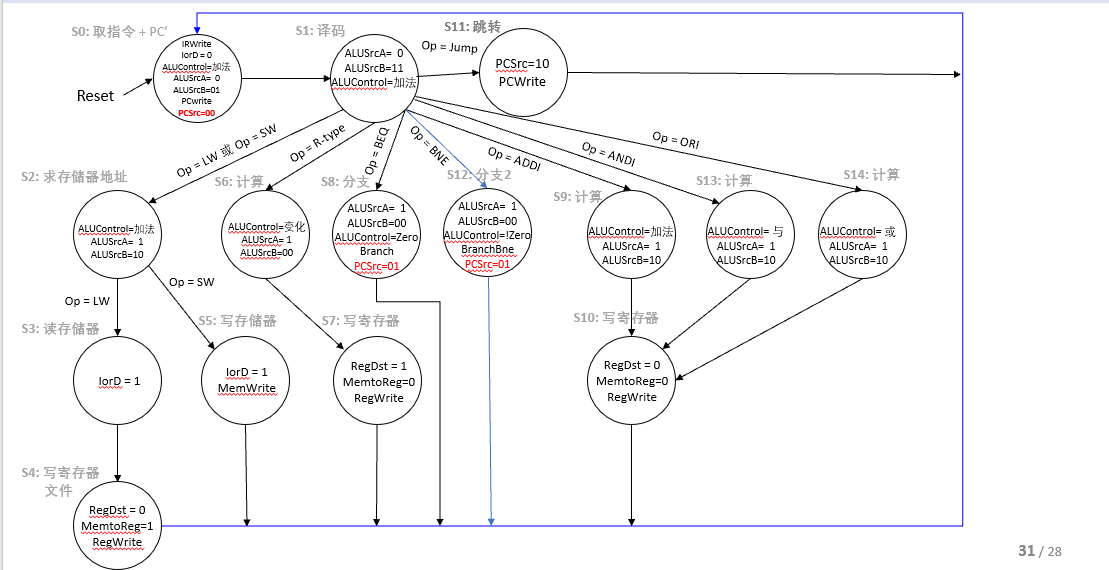 S0: 取指令 + PC'
IRWrite
IorD = 0
ALUControl=加法
ALUSrcA= 0
ALUSrcB=01
PCwrite
PCSrc=00
Reset
S1: 译码
ALUSrcA= 0
ALUSrcB=11
ALUControl=加法
Op = Jump
S11: 跳转
PCSrc=10
PCWrite
Op = LW 或 Op = SW
Op = R-type
Op = BEQ
Op = BNE
Op = ADDI
Op = ANDI
Op = ORI
S2: 求存储器地址
ALUControl=加法
ALUSrcA= 1
ALUSrcB=10
S6: 计算
ALUControl=变化
ALUSrcA= 1
ALUSrcB=00
S8: 分支
ALUSrcA= 1
ALUSrcB=00
ALUControl=Zero
Branch
PCSrc=01
S12: 分支2
ALUSrcA= 1
ALUSrcB=00
ALUControl=!Zero
BranchBne
PCSrc=01
S9: 计算
ALUControl=加法
ALUSrcA= 1
ALUSrcB=10
S13: 计算
ALUControl= 与
ALUSrcA= 1
ALUSrcB=10
S14: 计算
ALUControl= 或
ALUSrcA= 1
ALUSrcB=10
Op = LW
Op = SW
S3: 读存储器
IorD = 1
S5: 写存储器
IorD = 1
MemWrite
S7: 写寄存器
RegDst = 1
MemtoReg=0
RegWrite
S10: 写寄存器
RegDst = 0
MemtoReg=0
RegWrite
S4: 写寄存器
文件
RegDst = 0
MemtoReg=1
RegWrite
31 / 28